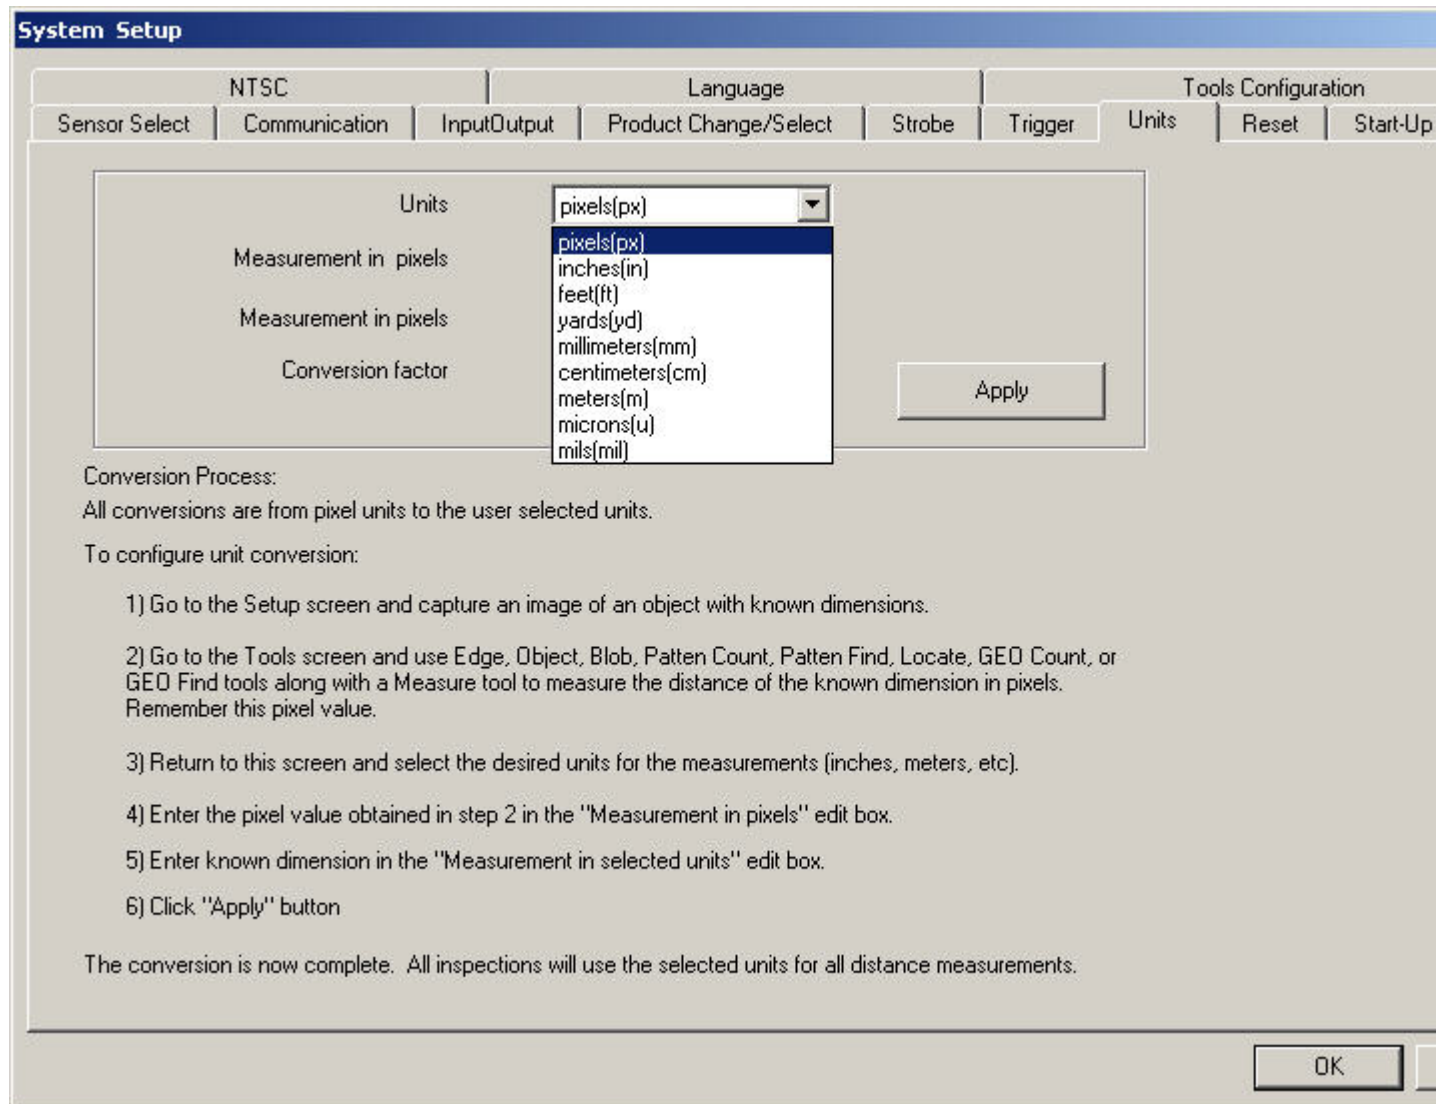 System Setup
NTSC
Language
Tools Configuration
Sensor Select
Communication
InputOutput
Product Change/Select
Strobe
Trigger
Units
Reset
Start-Up
Units
pixels(px)
pixels(px)
inches(in)
feet(ft)
yards(yd)
millimeters(mm)
centimeters(cm)
meters(m)
microns(u)
mils(mil)
Measurement in pixels
Measurement in pixels
Conversion factor
Apply
Conversion Process:
All conversions are from pixel units to the user selected units.
To configure unit conversion:
1) Go to the Setup screen and capture an image of an object with known dimensions.
2) Go to the Tools screen and use Edge, Object, Blob, Patten Count, Patten Find, Locate, GEO Count, or
GEO Find tools along with a Measure tool to measure the distance of the known dimension in pixels.
Remember this pixel value.
3) Return to this screen and select the desired units for the measurements (inches, meters, etc).
4) Enter the pixel value obtained in step 2 in the "Measurement in pixels" edit box.
5) Enter known dimension in the "Measurement in selected units" edit box.
6) Click "Apply" button
The conversion is now complete. All inspections will use the selected units for all distance measurements.
OK